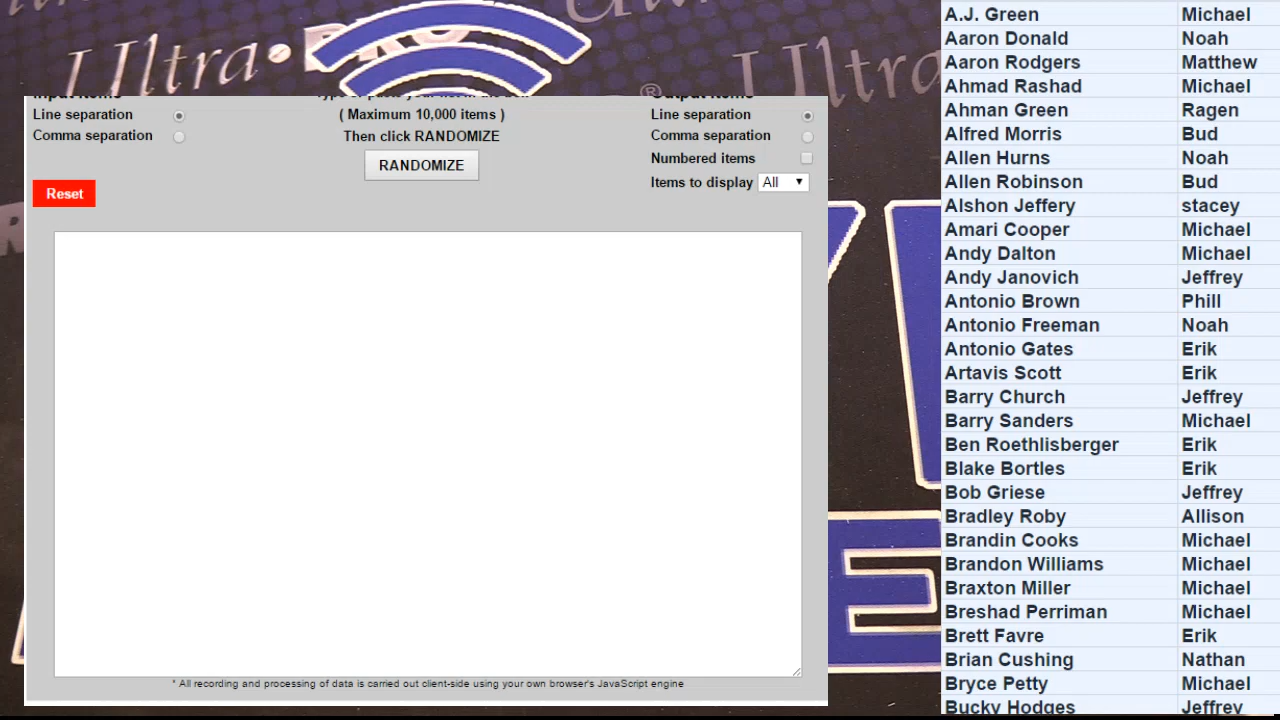 Ultra•PRO
®
Ultra
Line separation
Comma separation
( Maximum 10,000 items )
Then click RANDOMIZE
RANDOMIZE
Line separation
Comma separation
Numbered items
Items to display All
Reset
* All recording and processing of data is carried out client-side using your own browser's JavaScript engine
A.J. Green Michael
Aaron Donald Noah
Aaron Rodgers Matthew
Ahmad Rashad Michael
Ahman Green Ragen
Alfred Morris Bud
Allen Hurns Noah
Allen Robinson Bud
Alshon Jeffery stacey
Amari Cooper Michael
Andy Dalton Michael
Andy Janovich Jeffrey
Antonio Brown Phill
Antonio Freeman Noah
Antonio Gates Erik
Artavis Scott Erik
Barry Church Jeffrey
Barry Sanders Michael
Ben Roethlisberger Erik
Blake Bortles Erik
Bob Griese Jeffrey
Bradley Roby Allison
Brandin Cooks Michael
Brandon Williams Michael
Braxton Miller Michael
Breshad Perriman Michael
Brett Favre Erik
Brian Cushing Nathan
Bryce Petty Michael
Bucky Hodges Jeffrey